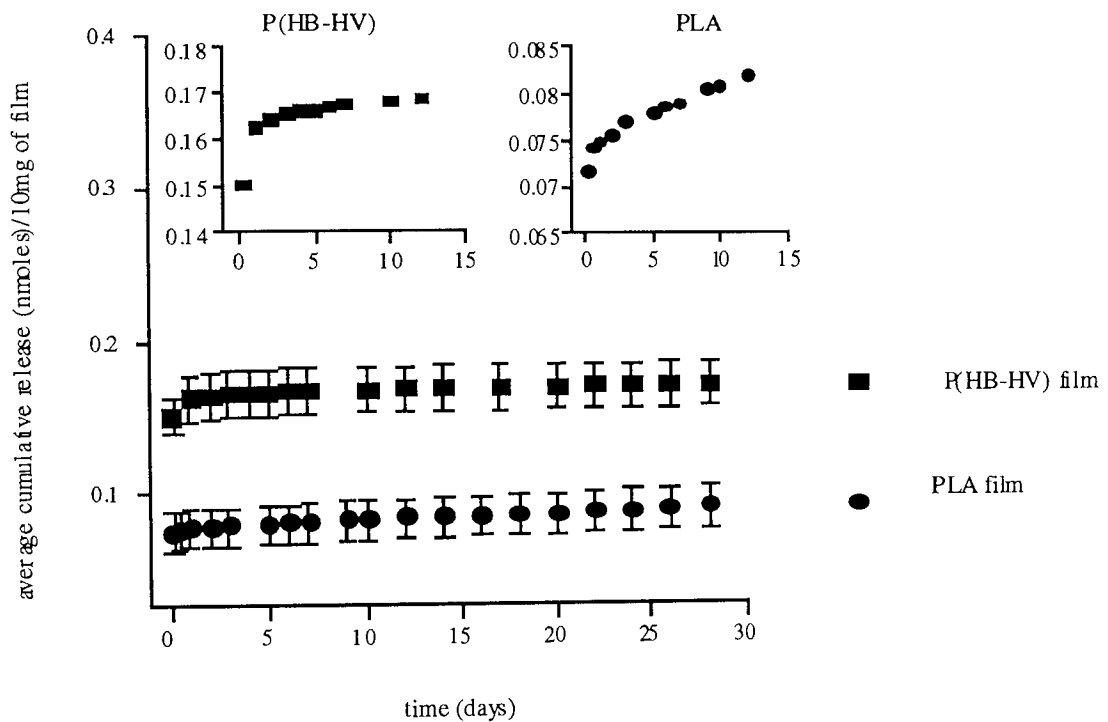 P(HB-HV)
PLA
average cumulative release (nmoles)/10mg of film
0.4
0.3
0.2
0.1
0.18
0.17
0.16
0.15
0.14
0 5 10 15
0.085
0.08
0.075
0.07
0.065
0 5 10 15
P(HB-HV) film
PLA film
0 5 10 15 20 25 30
time (days)